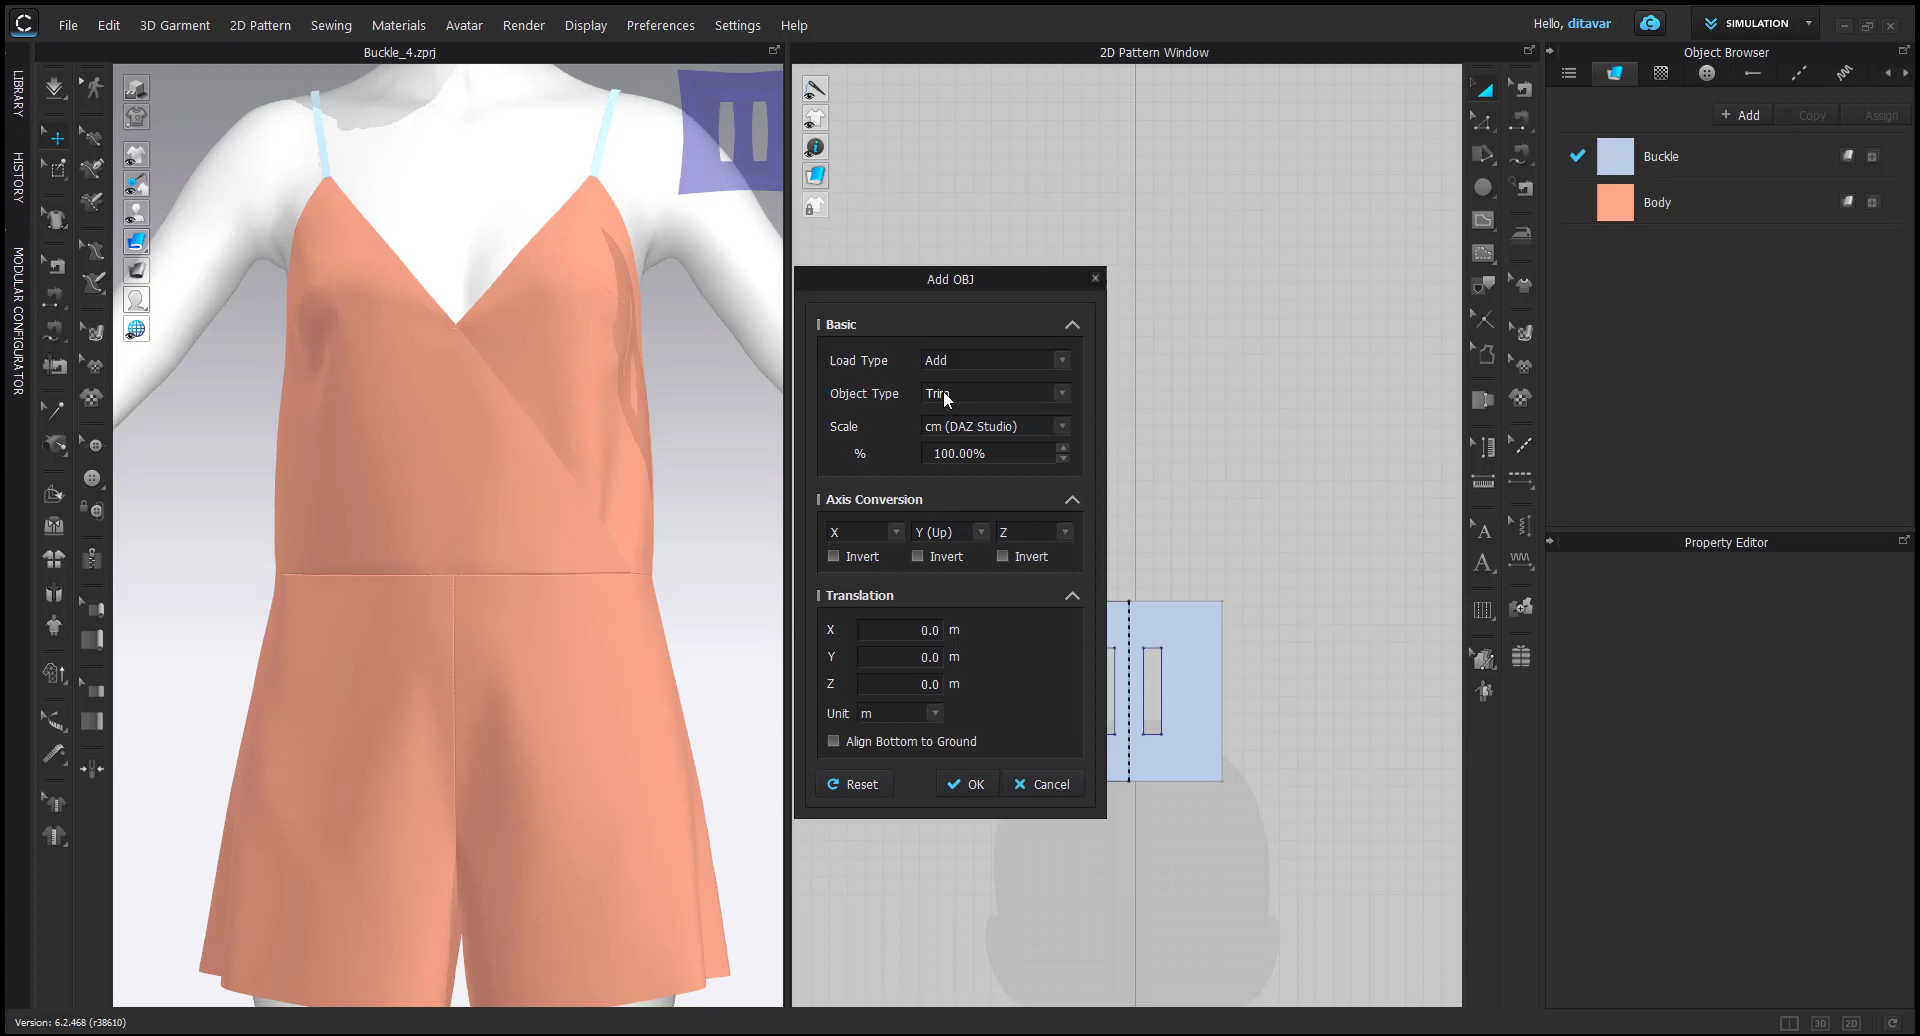 File Edit 3D Garment 2D Pattern Sewing Materials Avatar Render Display Preferences Settings Help
Hello, ditavar
SIMULATION
Buckle_4.zprj
2D Pattern Window
Object Browser
LIBRARY
HISTORY
MODULAR CONFIGURATOR
+ Add
Copy
Assign
Buckle
Body
Property Editor
Add OBJ
Basic
Load Type Add
Object Type
Scale cm (DAZ Studio)
% 100.00%
Axis Conversion
X Y (Up) Z
Invert Invert Invert
Translation
X 0.0 m
Y 0.0 m
Z 0.0 m
Unit m
Align Bottom to Ground
Reset OK Cancel
A
A
Version: 6.2.468 (r38610)
3D
2D